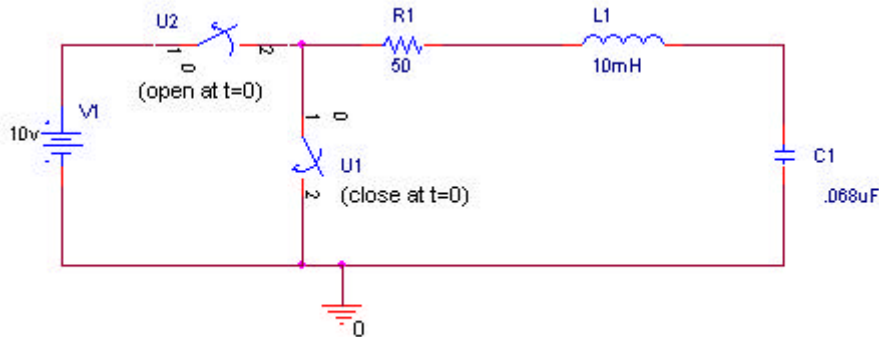 U2
1
2
0
(open at t=0)
R1
50
L1
10mH
10v
V1
1
0
U1
2
(close at t=0)
C1
.068uF
0